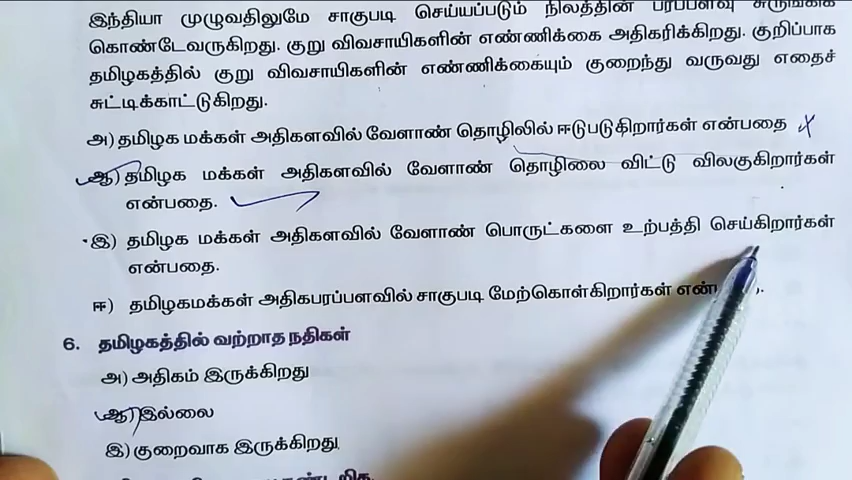 இந்தியா முழுவதிலுமே சாகுபடி செய்யப்படும் நிலத்தின் பரப்பளவு சுருங்கிக்
கொண்டேவருகிறது. குறு விவசாயிகளின் எண்ணிக்கை அதிகரிக்கிறது. குறிப்பாக
தமிழகத்தில் குறு விவசாயிகளின் எண்ணிக்கையும் குறைந்து வருவது எதைச்
சுட்டிக்காட்டுகிறது.
அ) தமிழக மக்கள் அதிகளவில் வேளாண் தொழிலில் ஈடுபடுகிறார்கள் என்பதை
ஆ) தமிழக மக்கள் அதிகளவில் வேளாண் தொழிலை விட்டு விலகுகிறார்கள்
என்பதை.
இ) தமிழக மக்கள் அதிகளவில் வேளாண் பொருட்களை உற்பத்தி செய்கிறார்கள்
என்பதை.
ஈ) தமிழகமக்கள் அதிகபரப்பளவில் சாகுபடி மேற்கொள்கிறார்கள்
6. தமிழகத்தில் வற்றாத நதிகள்
அ) அதிகம் இருக்கிறது
ஆ) இல்லை
இ) குறைவாக இருக்கிறது